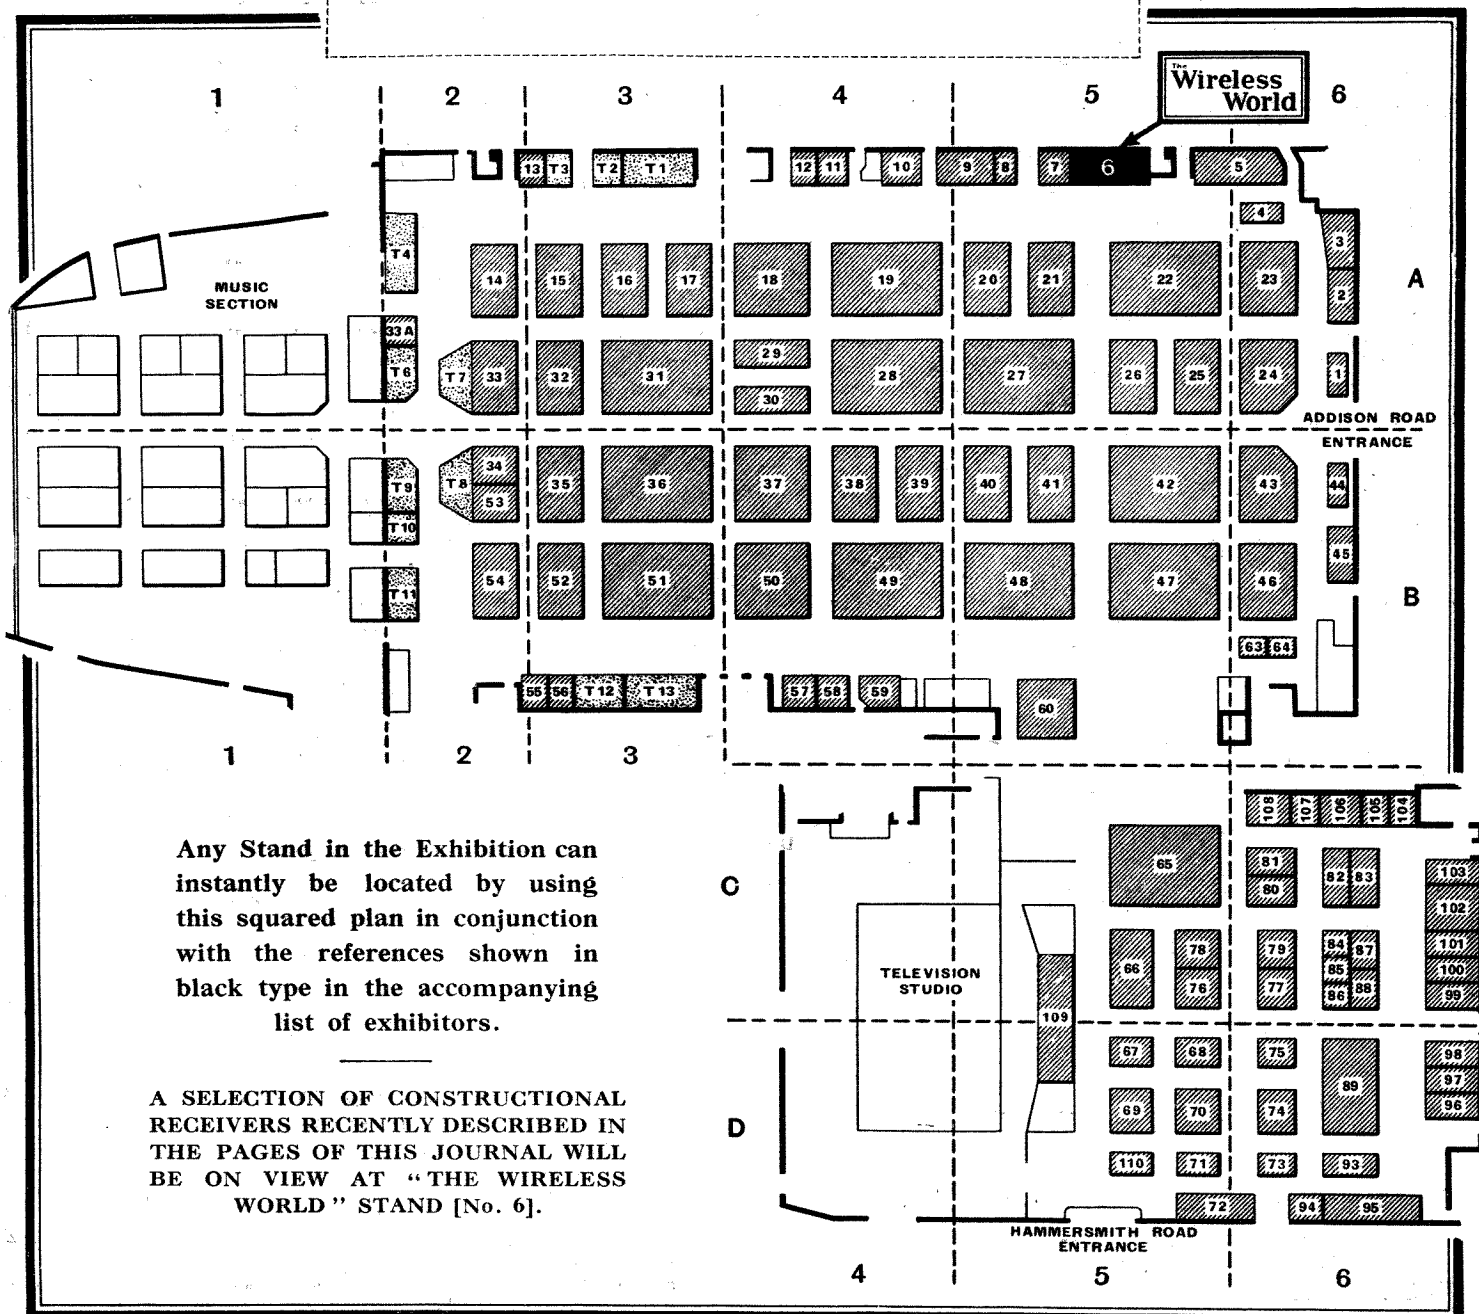 The
Wireless
World
1 2 3 4 5 6
13 T3 T2 T1 12 11 10 9 8 7 6 5
4
T4 3
14 15 16 17 18 19 20 21 22 23
2 A
MUSIC
SECTION
33A
T6 T7 33 32 31 29 28 27 26 25 24 1
30
ADDISON ROAD
ENTRANCE
T8 34 35 36 37 38 39 40 41 42 43 44
53
T9
T10
45
T11 54 52 51 50 49 48 47 46 B
63 64
55 56 T12 T13 57 58 59 60
1 2 3
108 107 106 105 104
Any Stand in the Exhibition can
instantly be located by using
this squared plan in conjunction
with the references shown in
black type in the accompanying
list of exhibitors.
C
65 81 82 83 103
80
102
66 78 79 84 87 101
85 100
76 77 86 88 99
TELEVISION
STUDIO
109
67 68 75 89 98
97
69 70 74 96
D
110 71 73 93
72 94 95
HAMMERSMITH ROAD
ENTRANCE
4 5 6
A SELECTION OF CONSTRUCTIONAL
RECEIVERS RECENTLY DESCRIBED IN
THE PAGES OF THIS JOURNAL WILL
BE ON VIEW AT "THE WIRELESS
WORLD" STAND [No. 6].